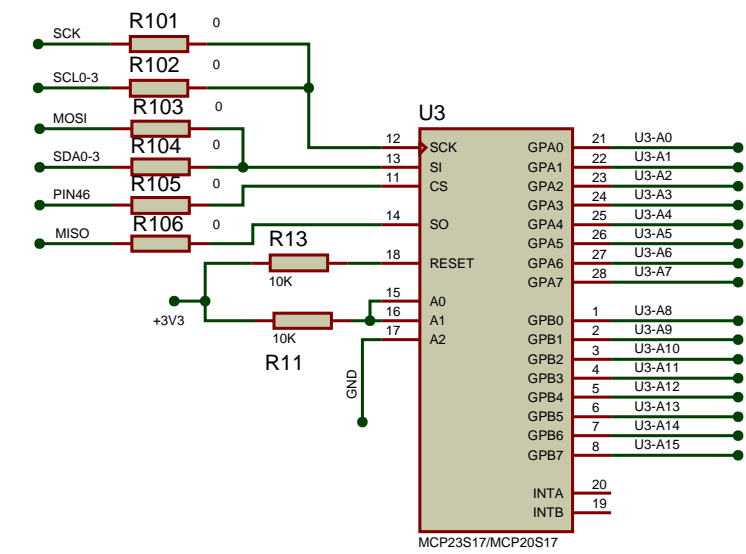 R101 0
SCK
R102 0
SCL0-3
R103 0
MOSI
R104 0
SDA0-3
R105 0
PIN46
R106 0
MISO
R13
10K
+3V3
10K
R11
GND
U3
12 SCK GPA0 21 U3-A0
13 SI GPA1 22 U3-A1
11 CS GPA2 23 U3-A2
GPA3 24 U3-A3
14 SO GPA4 25 U3-A4
GPA5 26 U3-A5
18 RESET GPA6 27 U3-A6
GPA7 28 U3-A7
15 A0
16 A1 GPB0 1 U3-A8
17 A2 GPB1 2 U3-A9
GPB2 3 U3-A10
GPB3 4 U3-A11
GPB4 5 U3-A12
GPB5 6 U3-A13
GPB6 7 U3-A14
GPB7 8 U3-A15
INTA 20
INTB 19
MCP23S17/MCP20S17